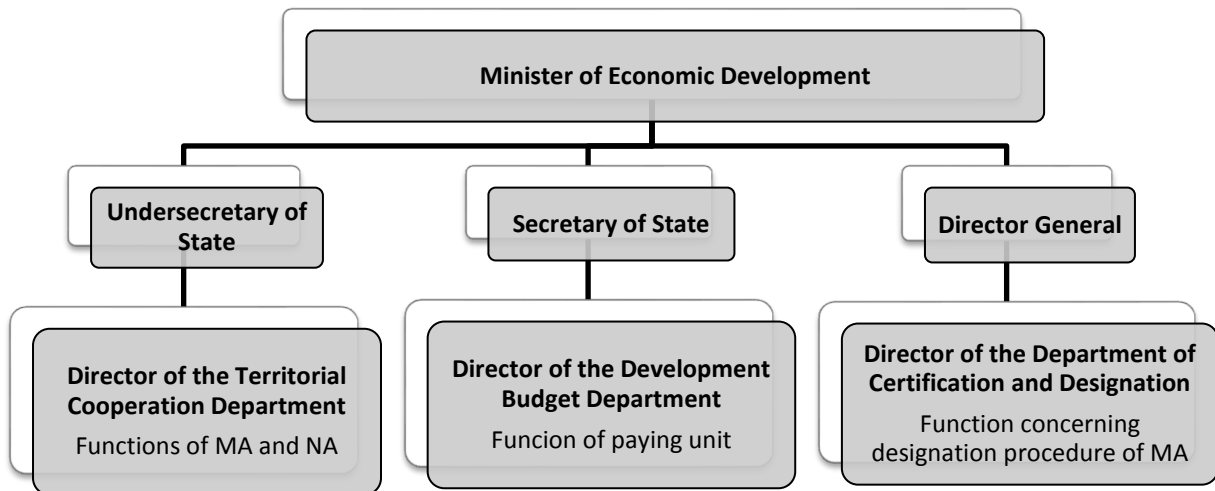 Minister of Economic Development
Undersecretary of
State
Secretary of State
Director General
Director of the Territorial
Cooperation Department
Functions of MA and NA
Director of the Development
Budget Department
Funcion of paying unit
Director of the Department of
Certification and Designation
Function concerning
designation procedure of MA